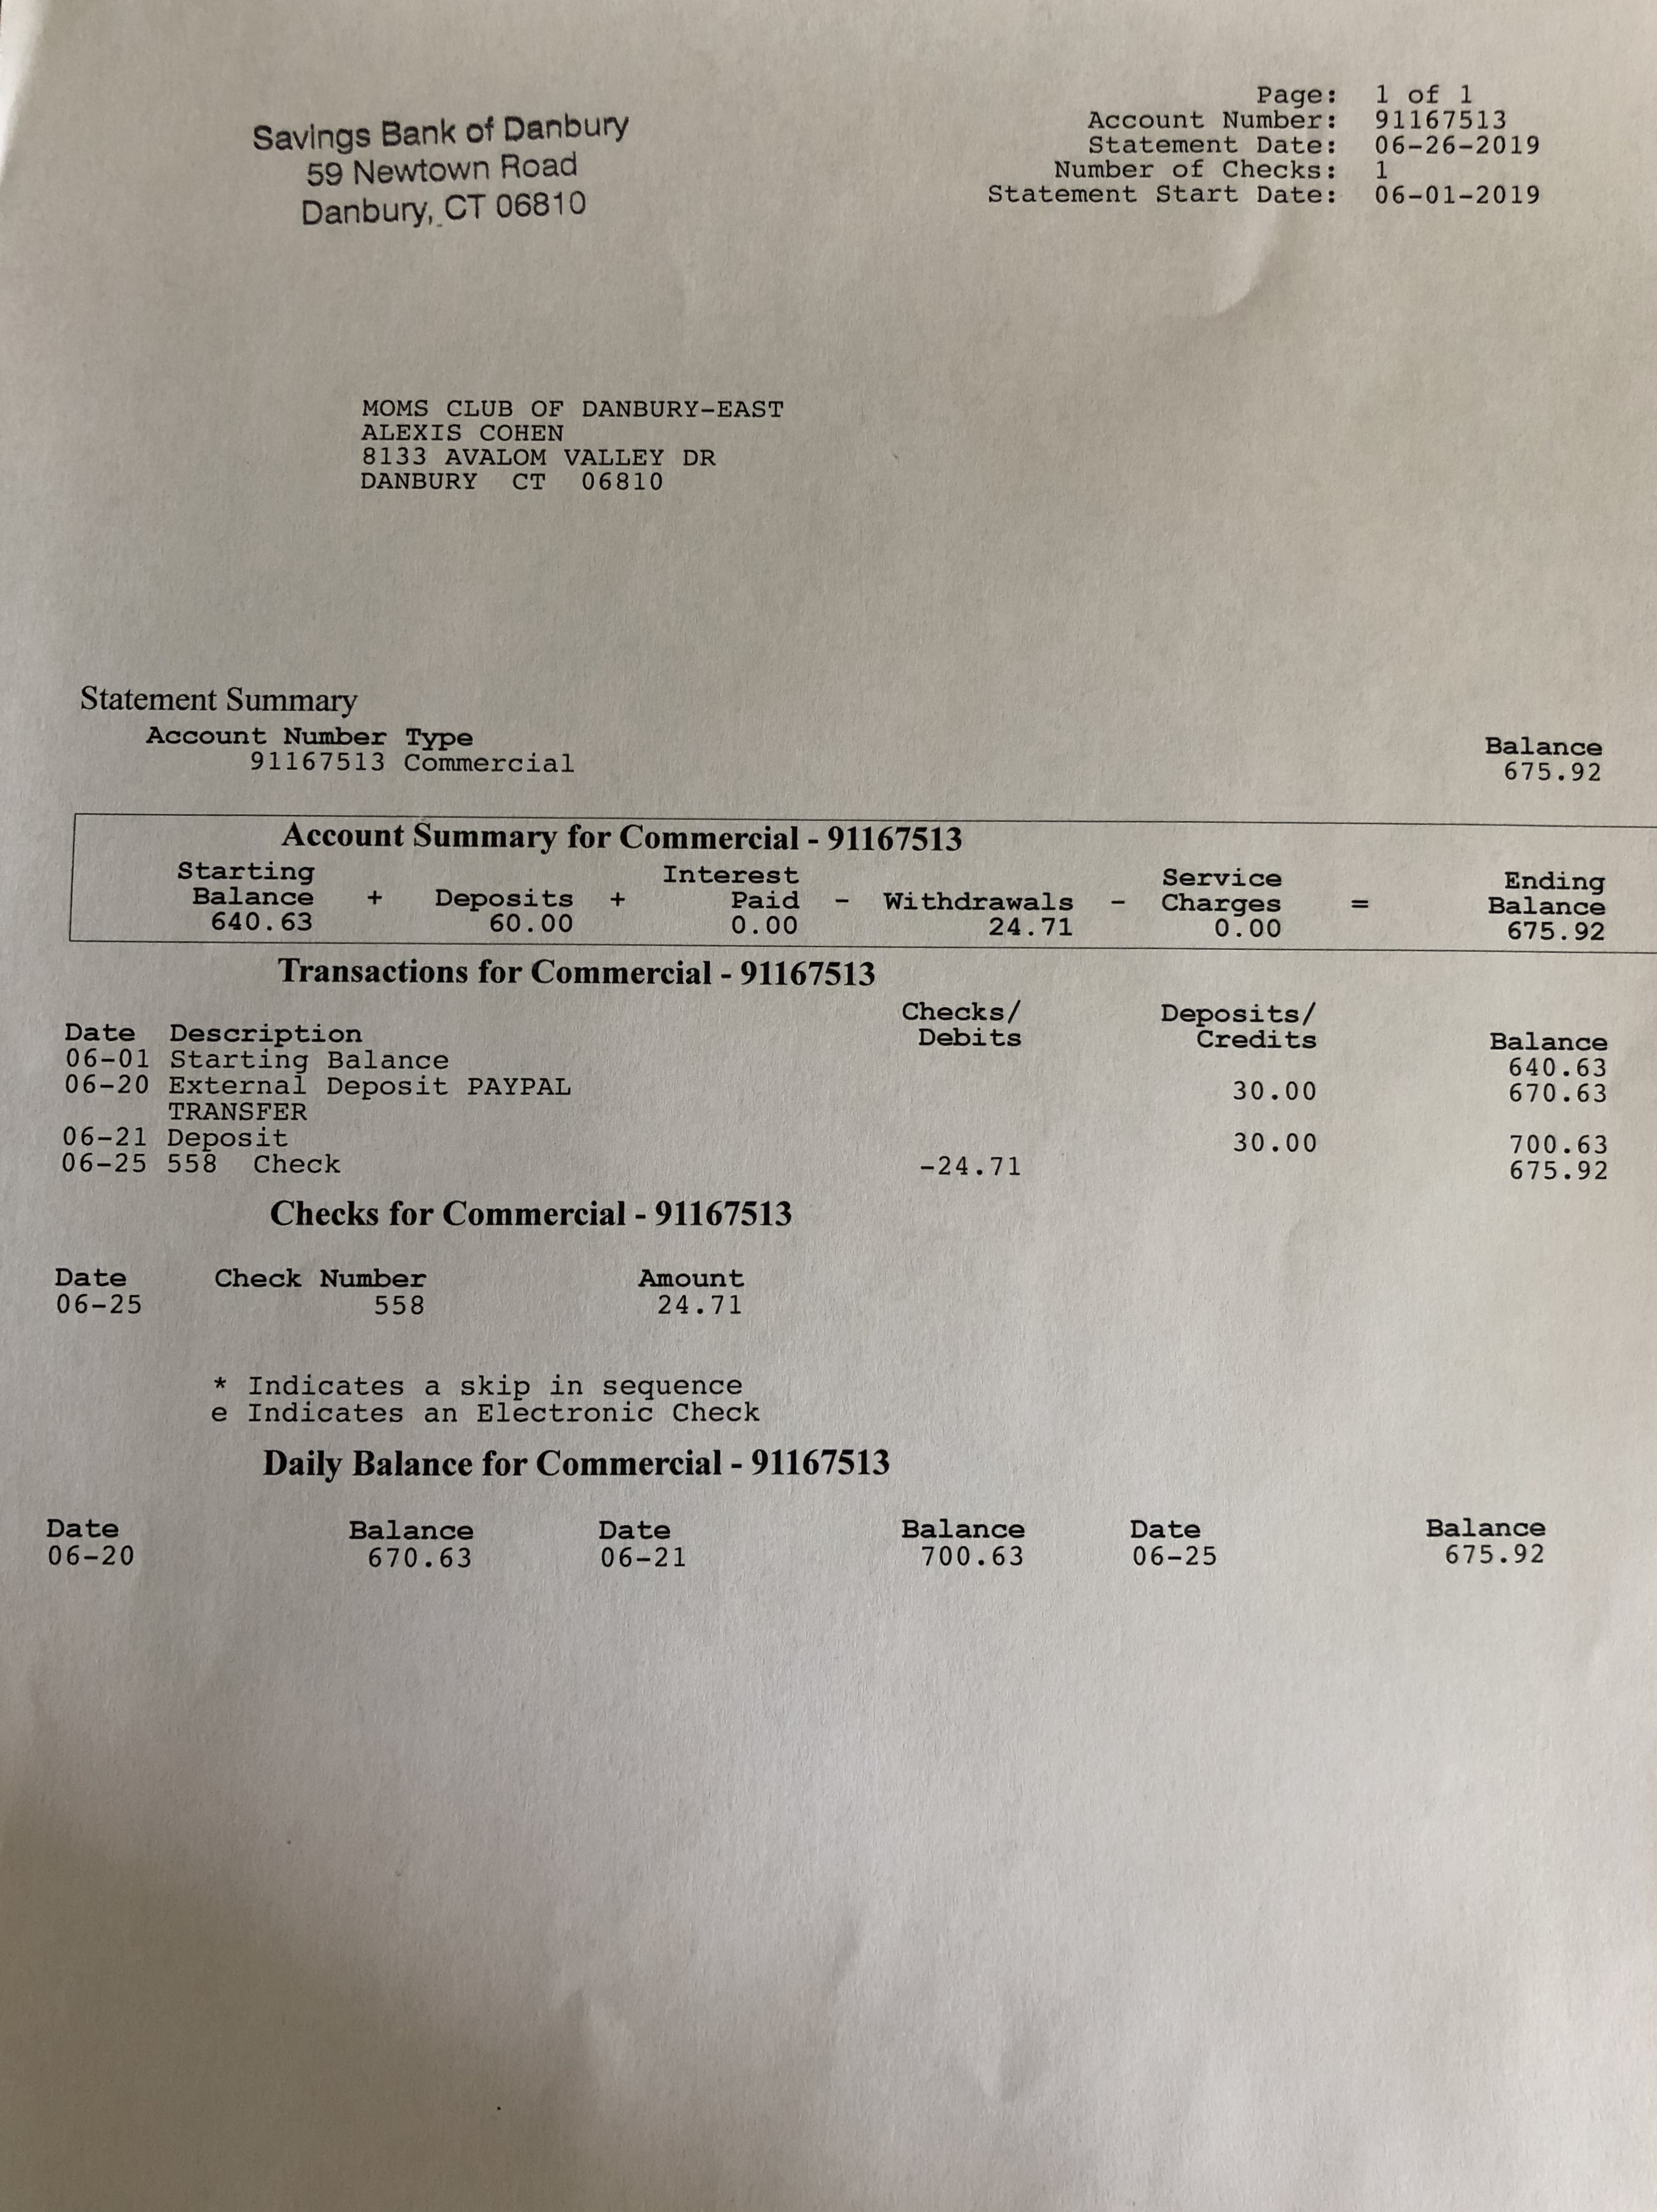 Page: 1 of 1
Account Number: 91167513
Statement Date: 06-26-2019
Number of Checks: 1
Statement Start Date: 06-01-2019
Savings Bank of Danbury
59 Newtown Road
Danbury, CT 06810
MOMS CLUB OF DANBURY-EAST
ALEXIS COHEN
8133 AVALOM VALLEY DR
DANBURY CT 06810
Statement Summary
Account Number Type Balance
91167513 Commercial 675.92
Account Summary for Commercial - 91167513
Starting Interest Service Ending
Balance + Deposits + Paid - Withdrawals - Charges = Balance
640.63 60.00 0.00 24.71 0.00 675.92
Transactions for Commercial - 91167513
Checks/ Deposits/
Date Description Debits Credits Balance
06-01 Starting Balance 640.63
06-20 External Deposit PAYPAL 30.00 670.63
TRANSFER
06-21 Deposit 30.00 700.63
06-25 558 Check -24.71 675.92
Checks for Commercial - 91167513
Date Check Number Amount
06-25 558 24.71
* Indicates a skip in sequence
e Indicates an Electronic Check
Daily Balance for Commercial - 91167513
Date Balance Date Balance Date Balance
06-20 670.63 06-21 700.63 06-25 675.92